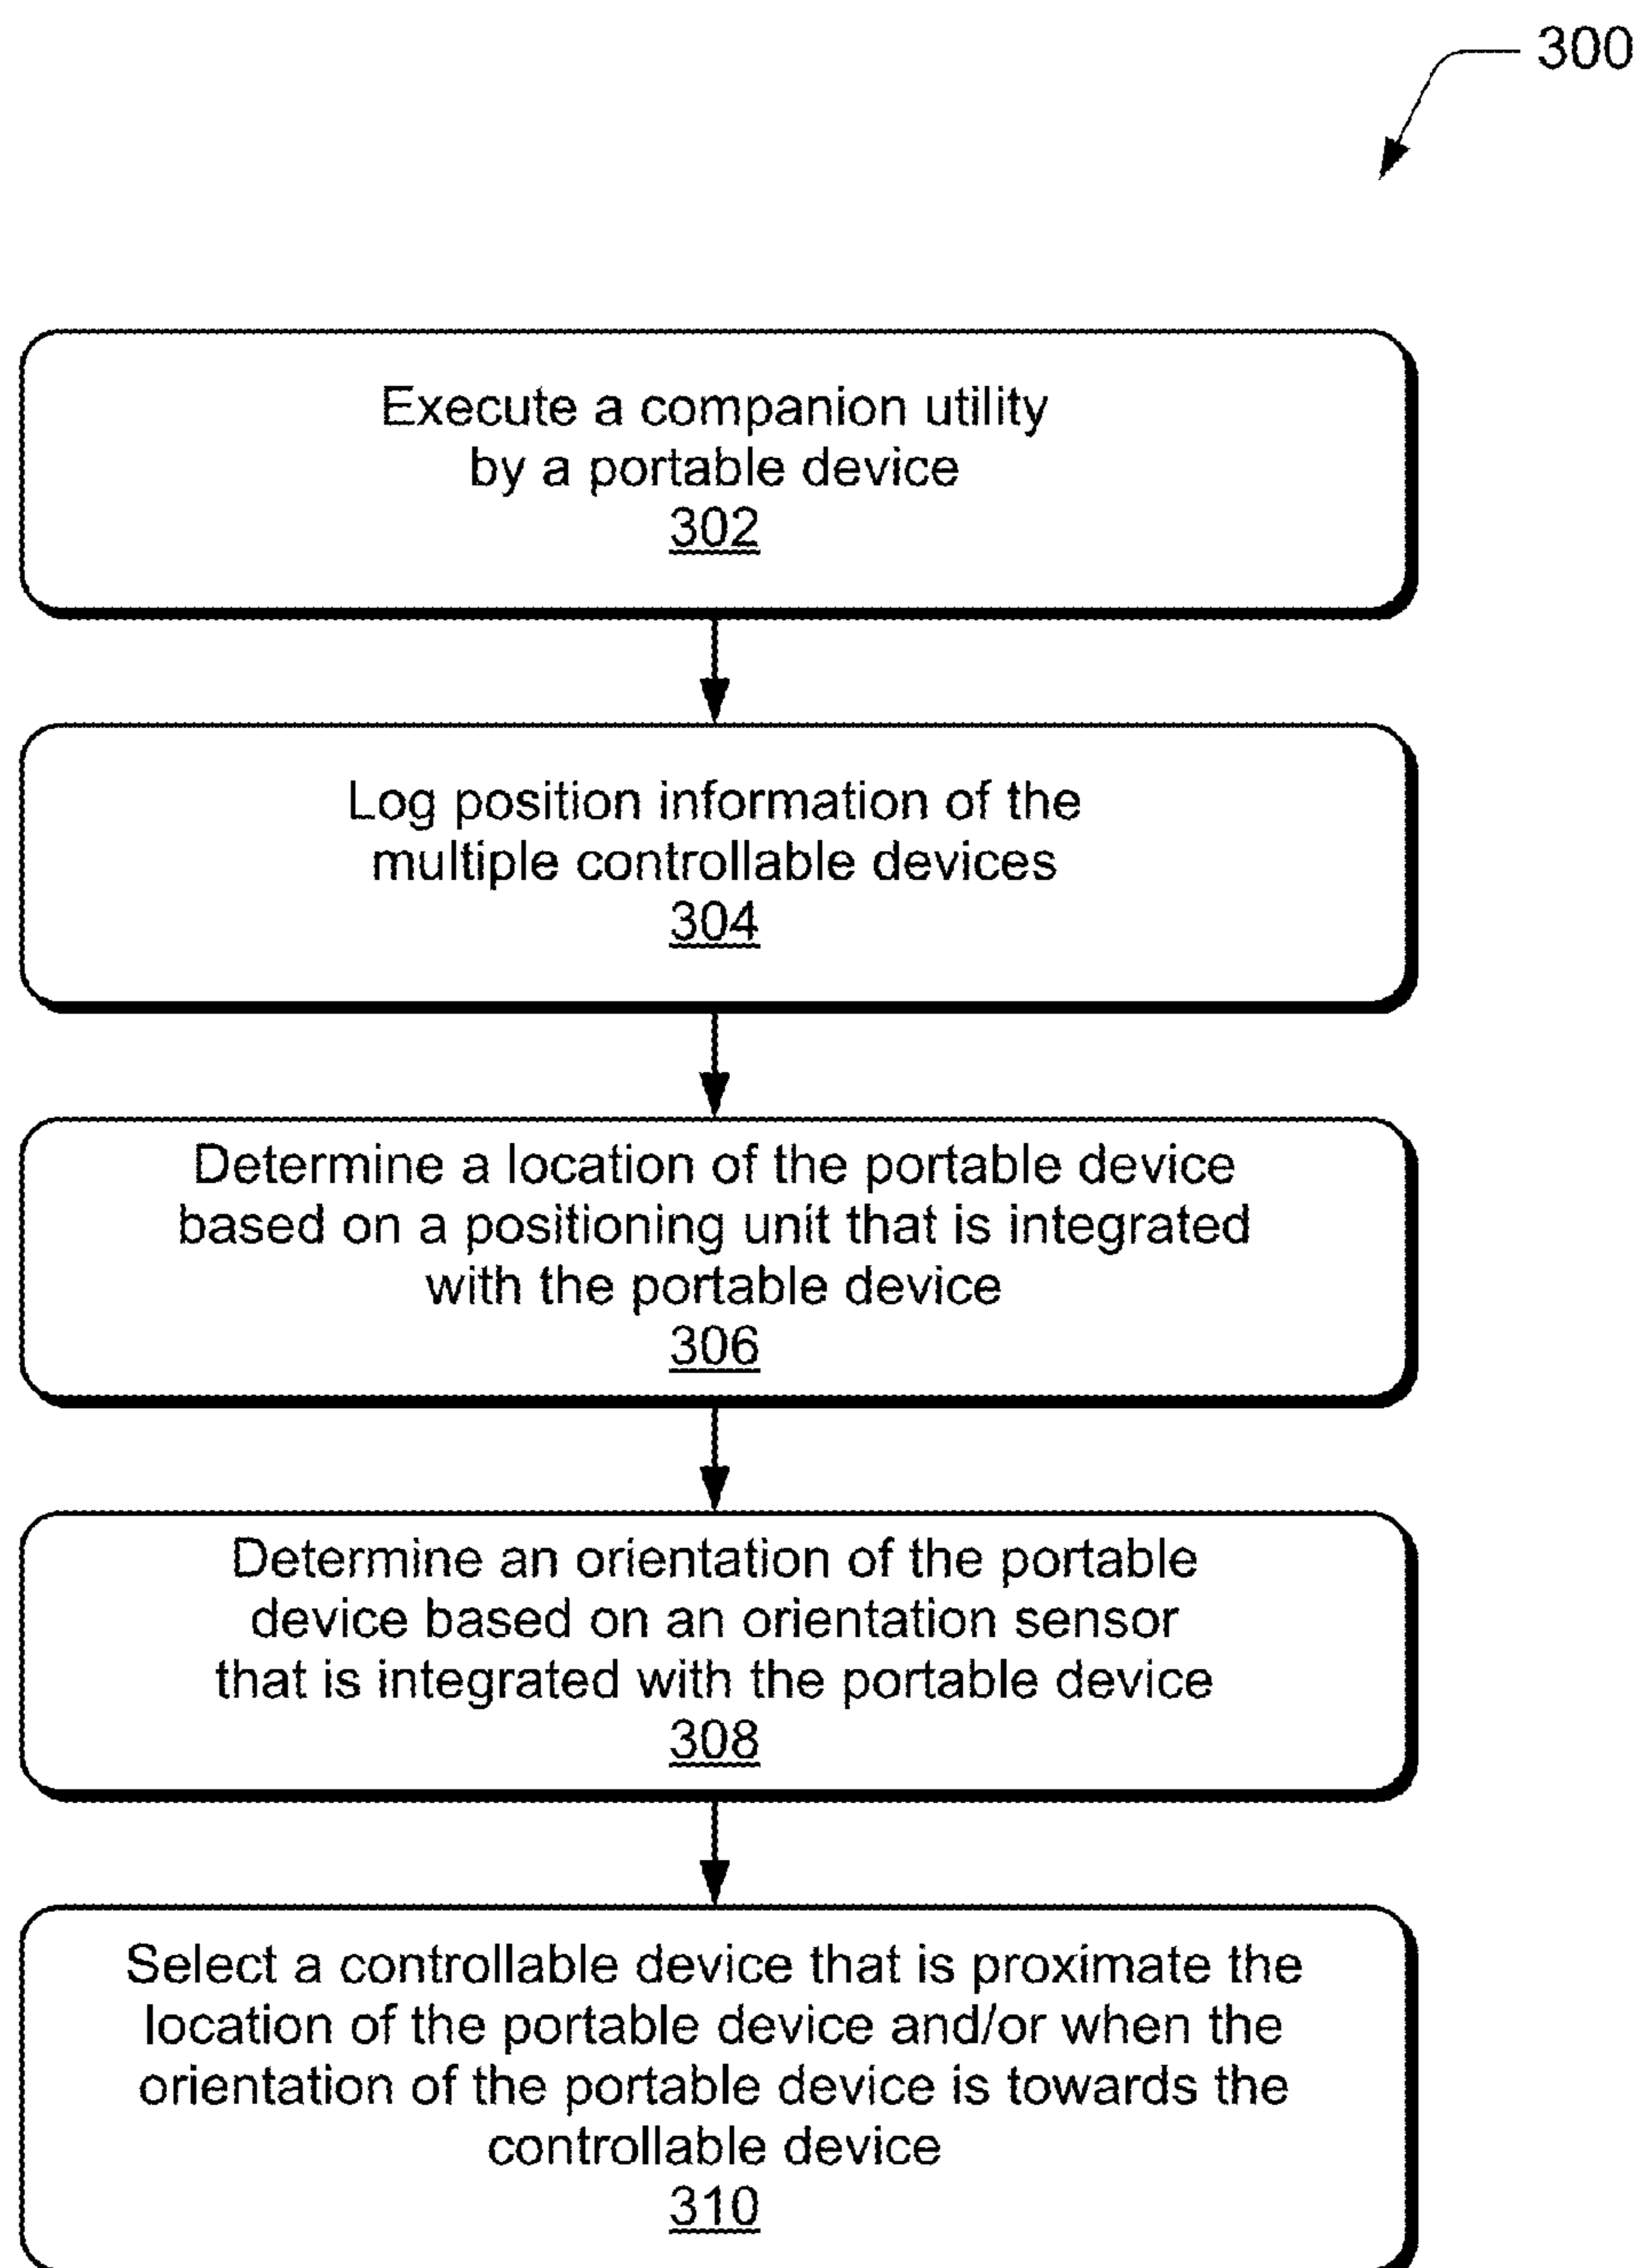 300
Execute a companion utility
by a portable device
302
Log position information of the
multiple controllable devices
304
Determine a location of the portable device
based on a positioning unit that is integrated
with the portable device
306
Determine an orientation of the portable
device based on an orientation sensor
that is integrated with the portable device
308
Select a controllable device that is proximate the
location of the portable device and/or when the
orientation of the portable device is towards the
controllable device
310